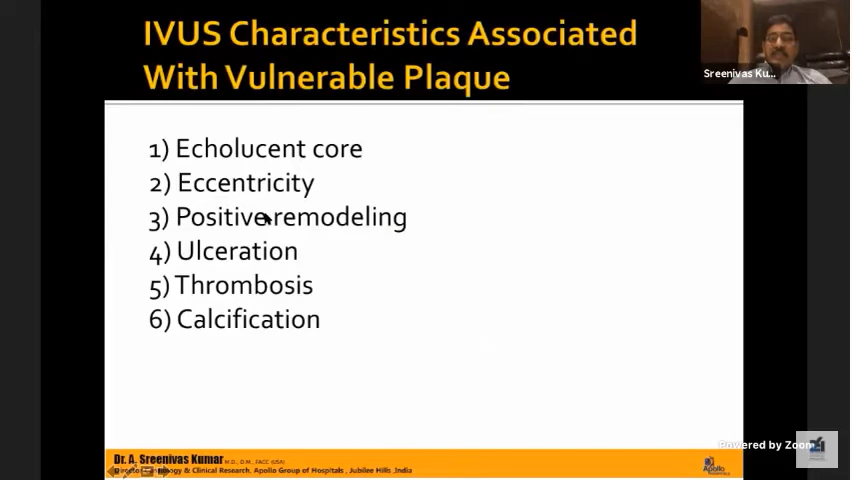 IVUS Characteristics Associated
With Vulnerable Plaque
Sreenivas Ku...
1) Echolucent core
2) Eccentricity
3) Positive remodeling
4) Ulceration
5) Thrombosis
6) Calcification
Powered by Zoom
Dr. A. Sreenivas Kumar M.D., D.M., FACC (USA)
& Clinical Research, Apollo Group of Hospitals , Jubilee Hills ,India
Apollo